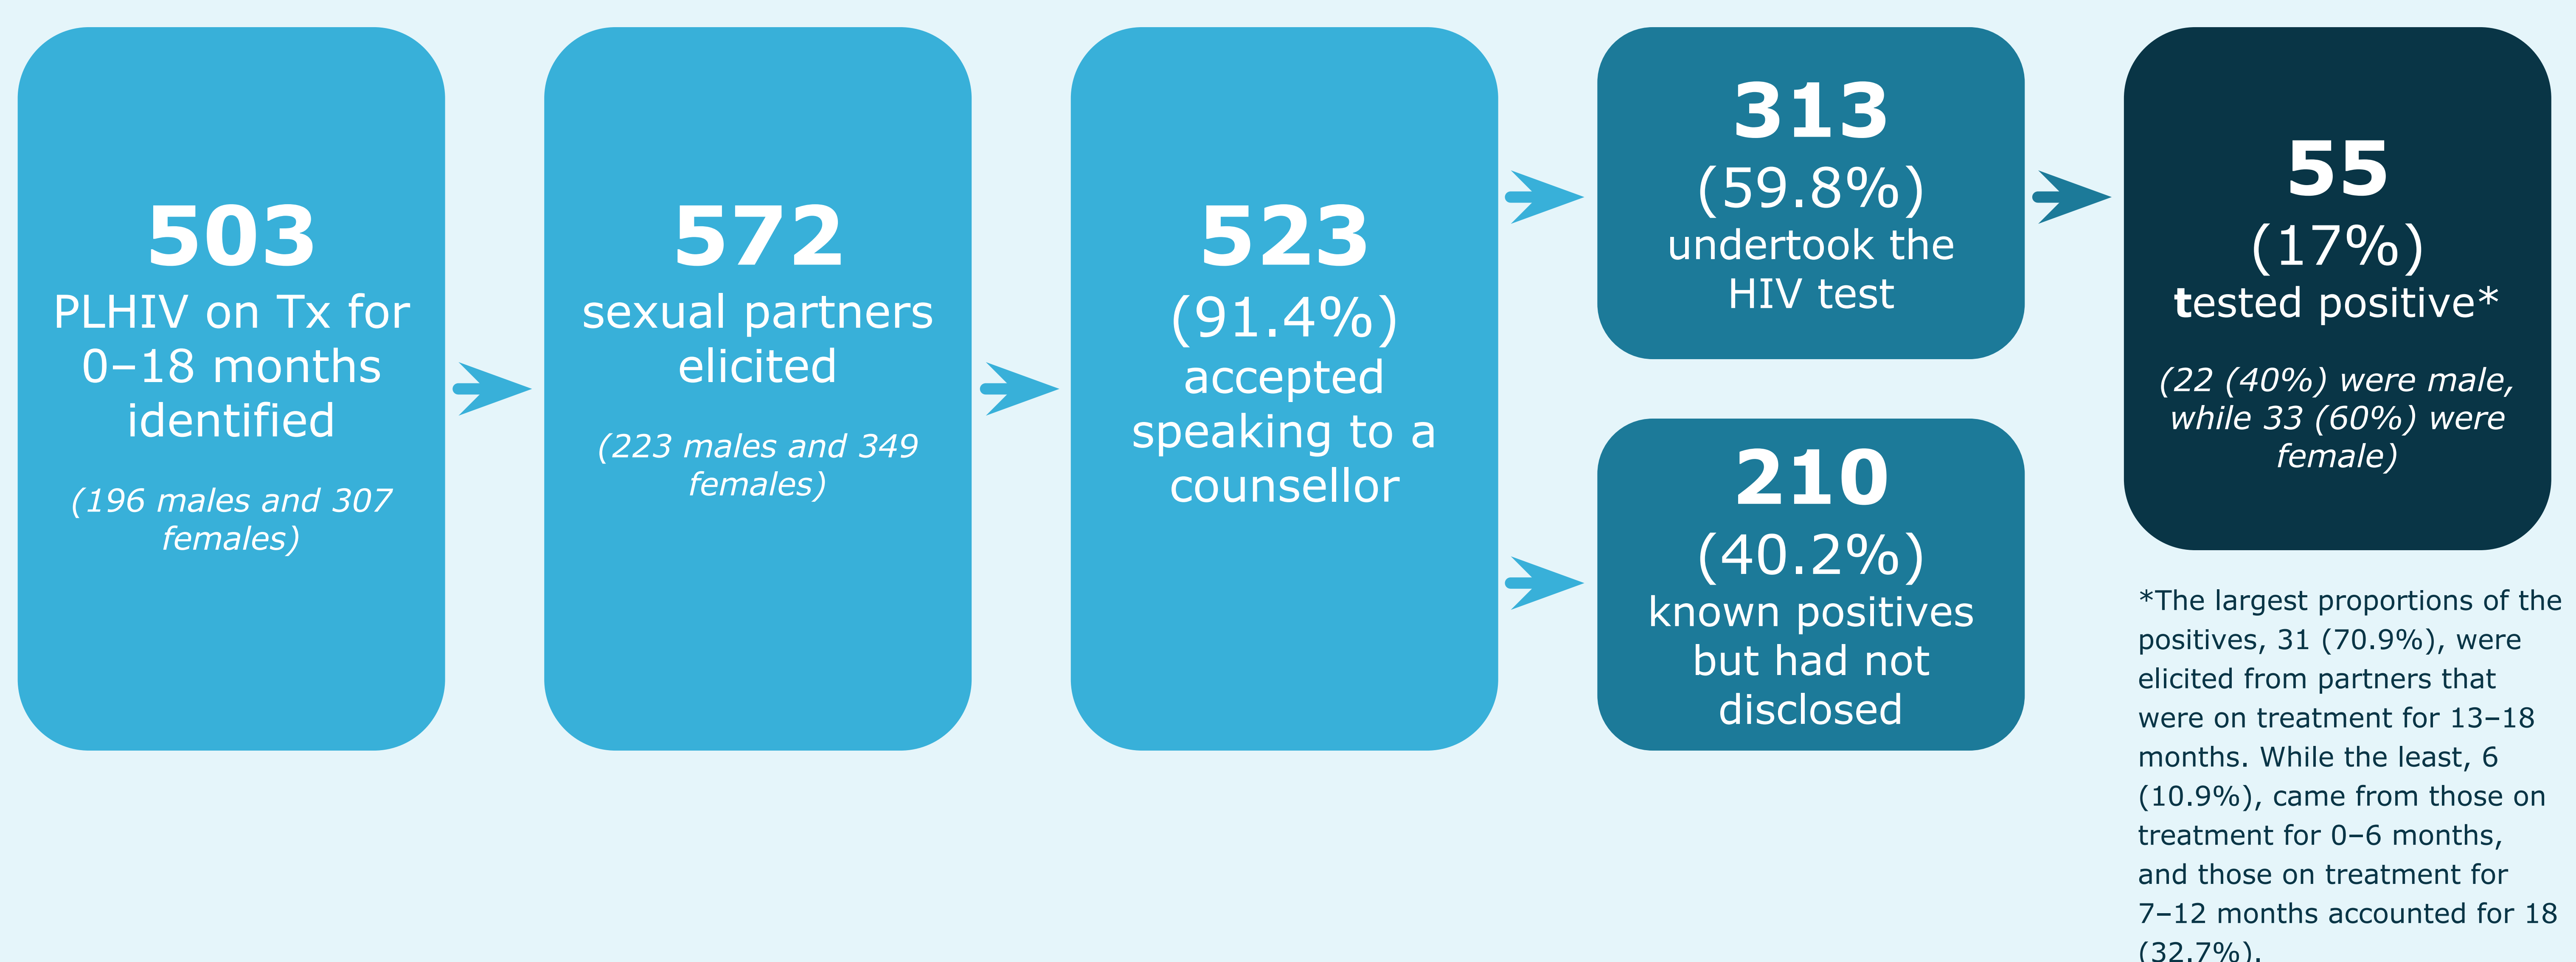 503
PLHIV on Tx for
0–18 months
identified
(196 males and 307
females)
572
sexual partners
elicited
(223 males and 349
females)
523
(91.4%)
accepted
speaking to a
counsellor
313
(59.8%)
undertook the
HIV test
210
(40.2%)
known positives
but had not
disclosed
55
(17%)
tested positive*
(22 (40%) were male,
while 33 (60%) were
female)
*The largest proportions of the
positives, 31 (70.9%), were
elicited from partners that
were on treatment for 13–18
months. While the least, 6
(10.9%), came from those on
treatment for 0–6 months,
and those on treatment for
7–12 months accounted for 18
(32.7%).